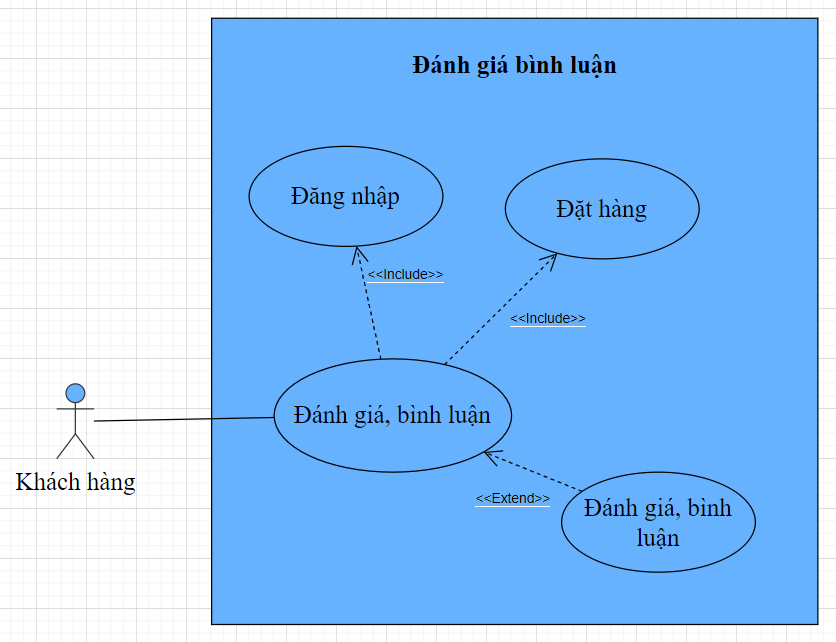 Đánh giá bình luận
Đăng nhập
Đặt hàng
<<Include>>
<<Include>>
Đánh giá, bình luận
Khách hàng
<<Extend>>
Đánh giá, bình
luận